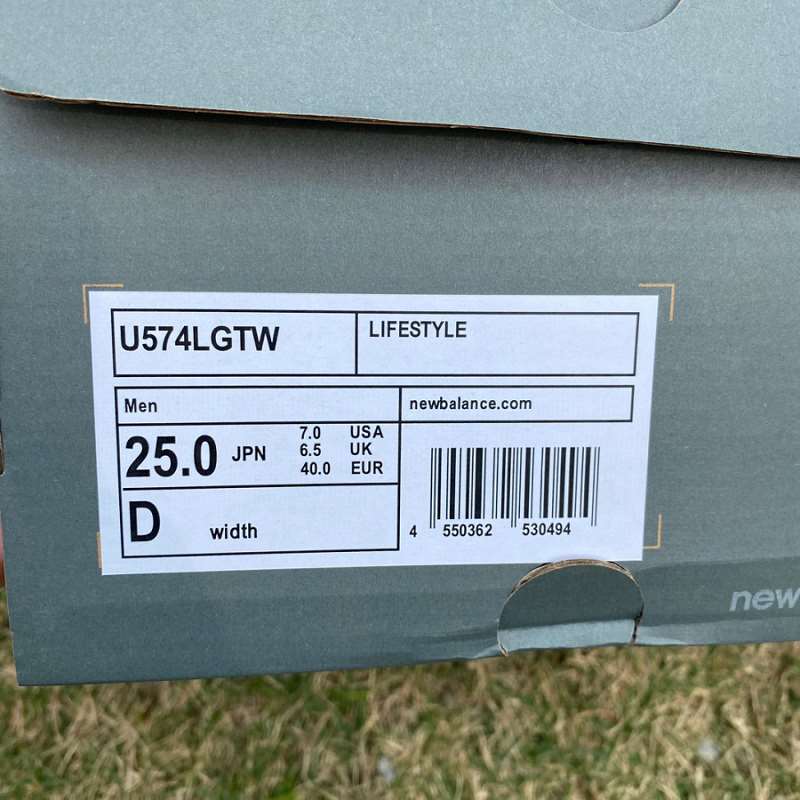 U574LGTW
LIFESTYLE
Men
newbalance.com
25.0 JPN
7.0 USA
6.5 UK
40.0 EUR
D width
4 550362 530494
new